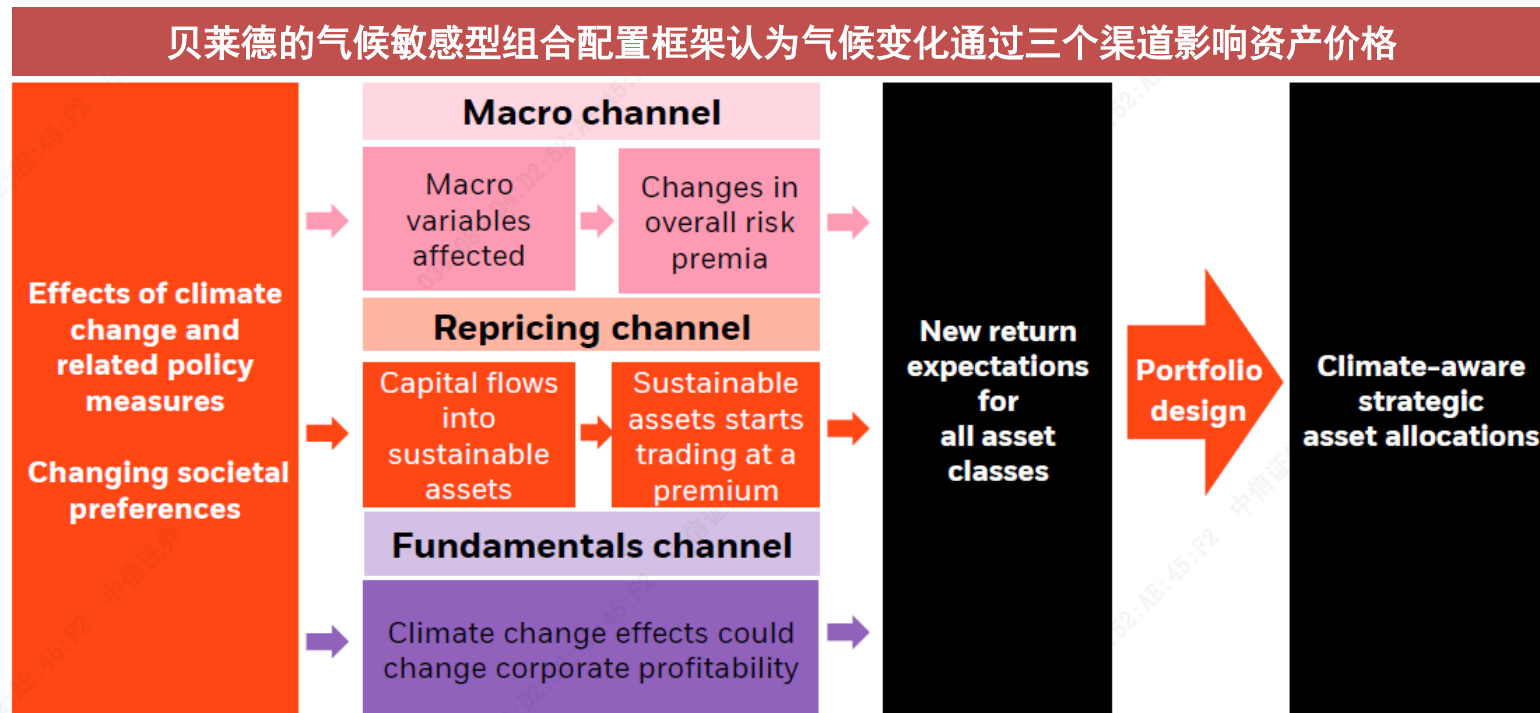 贝莱德的气候敏感型组合配置框架认为气候变化通过三个渠道影响资产价格
Effects of climate
change and
related policy
measures
Changing societal
preferences
Macro channel
Macro
variables
affected
Changes in
overall risk
premia
Repricing channel
Capital flows
into
sustainable
assets
Sustainable
assets starts
trading at a
premium
Fundamentals channel
Climate change effects could
change corporate profitability
New return
expectations
for
all asset
classes
Portfolio
design
Climate-aware
strategic
asset allocations